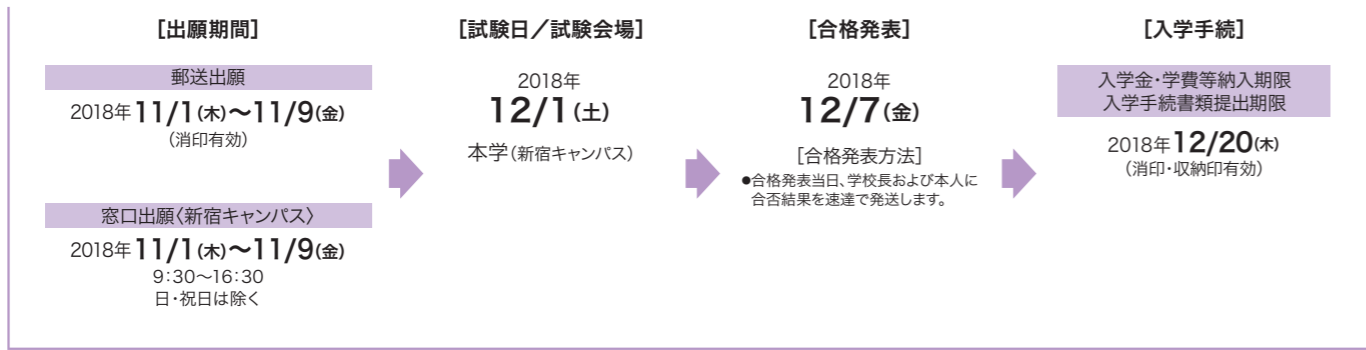 [出願期間]
郵送出願
2018年 11/1(木)〜11/9(金)
(消印有効)
窓口出願〈新宿キャンパス〉
2018年 11/1(木)〜11/9(金)
9:30〜16:30
日・祝日は除く
[試験日／試験会場]
2018年
12/1(土)
本学(新宿キャンパス)
[合格発表]
2018年
12/7(金)
[合格発表方法]
●合格発表当日、学校長および本人に
合否結果を速達で発送します。
[入学手続]
入学金・学費等納入期限
入学手続書類提出期限
2018年 12/20(木)
(消印・収納印有効)